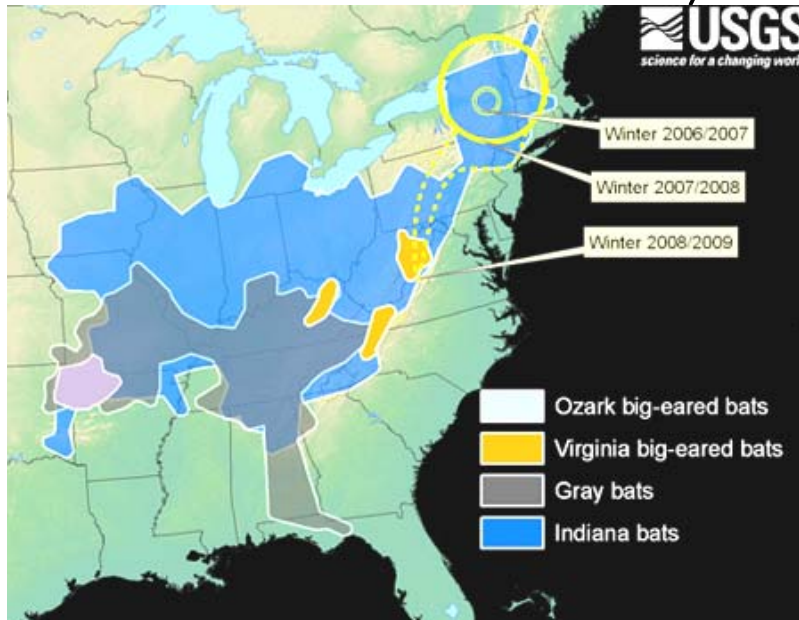 USGS
science for a changing worl
Winter 2006/2007
Winter 2007/2008
Winter 2008/2009
Ozark big-eared bats
Virginia big-eared bats
Gray bats
Indiana bats